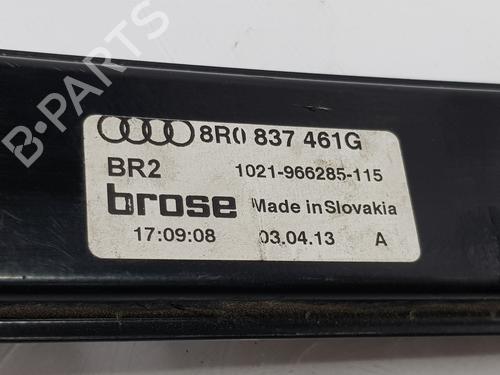 B-PARTS
8R0 837 461G
BR2
1021-966285-115
brose
Made in Slovakia
17:09:08
03.04.13
A